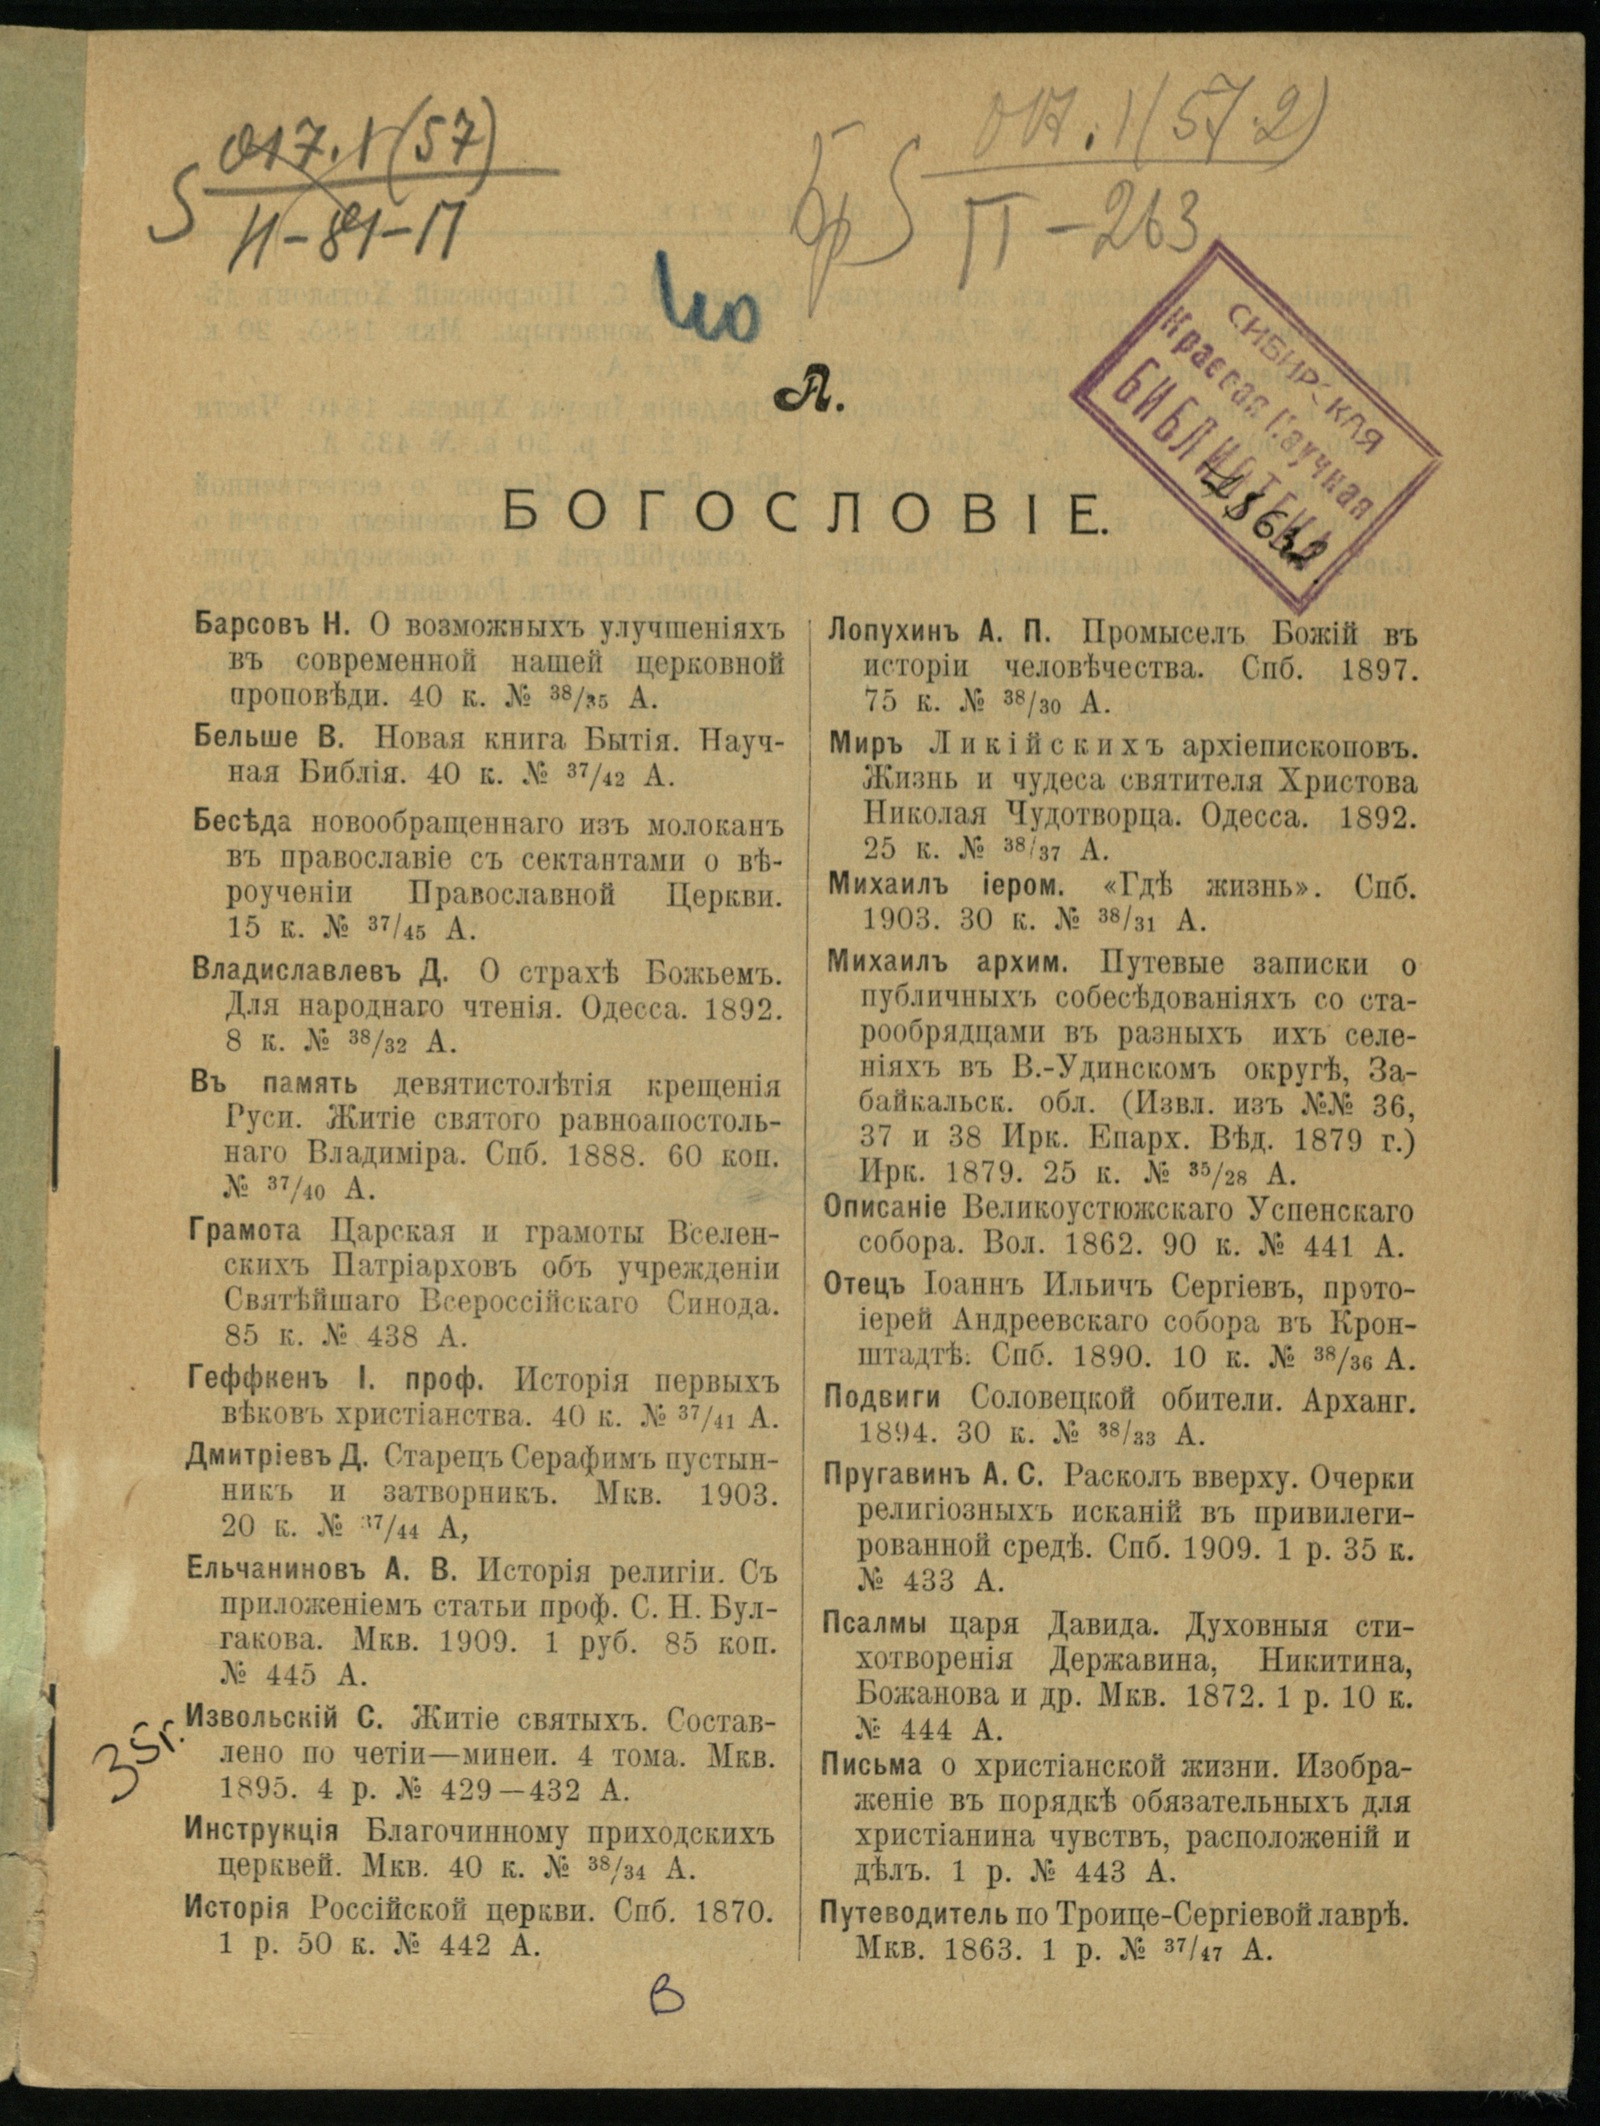 017.1(57)
И-81-П
бр 017.1(57.2)
П-263
СИБИРСКАЯ
Краевая Научная
БИБЛИОТЕКА
А.
БОГОСЛОВІЕ.
Барсовъ Н. О возможныхъ улучшеніяхъ
въ современной нашей церковной
проповѣди. 40 к. № 38/35 А.
Бельше В. Новая книга Бытія. Науч-
ная Библія. 40 к. № 37/42 А.
Бесѣда новообращеннаго изъ молоканъ
въ православіе съ сектантами о вѣ-
роученіи Православной Церкви.
15 к. № 37/45 А.
Владиславлевъ Д. О страхѣ Божьемъ.
Для народнаго чтенія. Одесса. 1892.
8 к. № 38/32 А.
Въ память девятистолѣтія крещенія
Руси. Житіе святого равноапостоль-
наго Владиміра. Спб. 1888. 60 коп.
№ 37/40 А.
Грамота Царская и грамоты Вселен-
скихъ Патріарховъ объ учрежденіи
Святѣйшаго Всероссійскаго Синода.
85 к. № 438 А.
Геффкенъ І. проф. Исторія первыхъ
вѣковъ христіанства. 40 к. № 37/41 А.
Дмитріевъ Д. Старецъ Серафимъ пустын-
никъ и затворникъ. Мкв. 1903.
20 к. № 37/44 А,
Ельчаниновъ А. В. Исторія религіи. Съ
приложеніемъ статьи проф. С. Н. Бул-
гакова. Мкв. 1909. 1 руб. 85 коп.
№ 445 А.
Извольскій С. Житіе святыхъ. Состав-
лено по четіи—минеи. 4 тома. Мкв.
1895. 4 р. № 429—432 А.
Инструкція Благочинному приходскихъ
церквей. Мкв. 40 к. № 38/34 А.
Исторія Россійской церкви. Спб. 1870.
1 р. 50 к. № 442 А.
Лопухинъ А. П. Промыселъ Божій въ
исторіи человѣчества. Спб. 1897.
75 к. № 38/30 А.
Миръ Ликійскихъ архіепископовъ.
Жизнь и чудеса святителя Христова
Николая Чудотворца. Одесса. 1892.
25 к. № 38/37 А.
Михаилъ іером. «Гдѣ жизнь». Спб.
1903. 30 к. № 38/31 А.
Михаилъ архим. Путевые записки о
публичныхъ собесѣдованіяхъ со ста-
рообрядцами въ разныхъ ихъ селе-
ніяхъ въ В.-Удинскомъ округѣ, За-
байкальск. обл. (Извл. изъ №№ 36,
37 и 38 Ирк. Епарх. Вѣд. 1879 г.)
Ирк. 1879. 25 к. № 35/28 А.
Описаніе Великоустюжскаго Успенскаго
собора. Вол. 1862. 90 к. № 441 А.
Отецъ Іоаннъ Ильичъ Сергіевъ, прото-
іерей Андреевскаго собора въ Крон-
штадтѣ. Спб. 1890. 10 к. № 38/36 А.
Подвиги Соловецкой обители. Арханг.
1894. 30 к. № 38/33 А.
Пругавинъ А. С. Расколъ вверху. Очерки
религіозныхъ исканій въ привилеги-
рованной средѣ. Спб. 1909. 1 р. 35 к.
№ 433 А.
Псалмы царя Давида. Духовныя сти-
хотворенія Державина, Никитина,
Божанова и др. Мкв. 1872. 1 р. 10 к.
№ 444 А.
Письма о христіанской жизни. Изобра-
женіе въ порядкѣ обязательныхъ для
христіанина чувствъ, расположеній и
дѣлъ. 1 р. № 443 А.
Путеводитель по Троице-Сергіевой лаврѣ.
Мкв. 1863. 1 р. № 37/47 А.
В